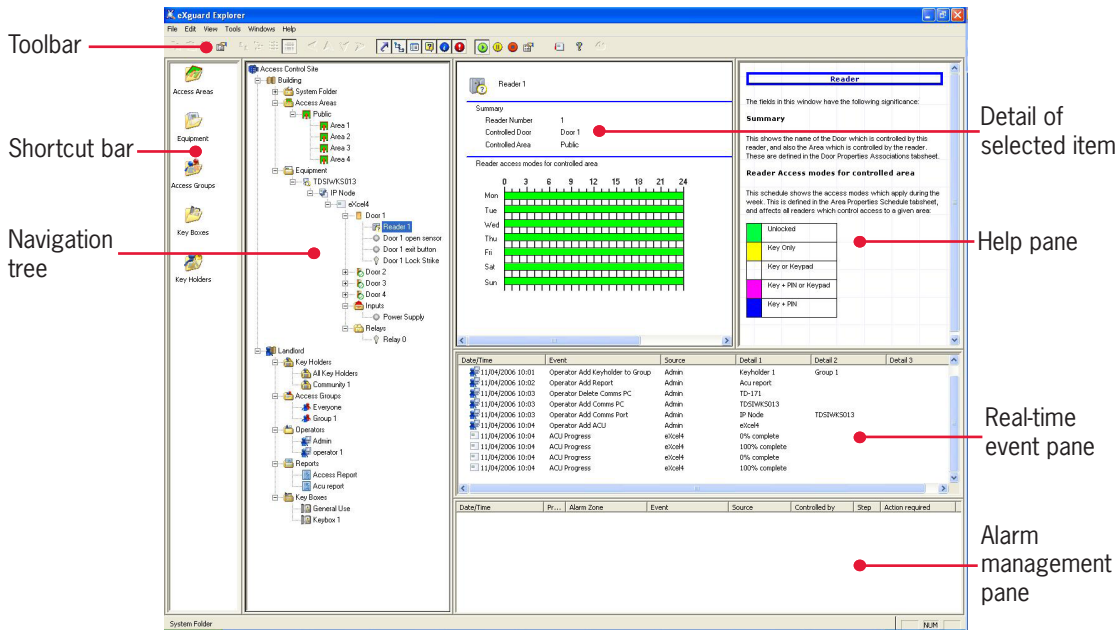 eXguard Explorer
File Edit View Tools Windows Help
Toolbar
Shortcut bar
Navigation
tree
Access Areas
Equipment
Access Groups
Key Boxes
Key Holders
Access Control Site
Building
System Folder
Access Areas
Public
Area 1
Area 2
Area 3
Area 4
Equipment
TDSIWKS013
IP Node
eXcel4
Door 1
Reader 1
Door 1 open sensor
Door 1 exit button
Door 1 Lock Strike
Door 2
Door 3
Door 4
Inputs
Power Supply
Relays
Relay 0
Landlord
Key Holders
All Key Holders
Community 1
Access Groups
Everyone
Group 1
Operators
Admin
operator 1
Reports
Access Report
Acu report
Key Boxes
General Use
Keybox 1
Reader 1
Summary
Reader Number 1
Controlled Door Door 1
Controlled Area Public
Reader access modes for controlled area
0 3 6 9 12 15 18 21 24
Mon
Tue
Wed
Thu
Fri
Sat
Sun
Reader
The fields in this window have the following significance:
Summary
This shows the name of the Door which is controlled by this
reader, and also the Area which is controlled by the reader.
These are defined in the Door Properties Associations tabsheet.
Reader Access modes for controlled area
This schedule shows the access modes which apply during the
week. This is defined in the Area Properties Schedule tabsheet,
and affects all readers which control access to a given area:
Unlocked
Key Only
Key or Keypad
Key + PIN or Keypad
Key + PIN
Detail of
selected item
Help pane
Real-time
event pane
Alarm
management
pane
Date/Time Event Source Detail 1 Detail 2 Detail 3
11/04/2006 10:01 Operator Add Keyholder to Group Admin Keyholder 1 Group 1
11/04/2006 10:02 Operator Add Report Admin Acu report
11/04/2006 10:03 Operator Delete Comms PC Admin TD-171
11/04/2006 10:03 Operator Add Comms PC Admin TDSIWKS013
11/04/2006 10:03 Operator Add Comms Port Admin IP Node TDSIWKS013
11/04/2006 10:04 Operator Add ACU Admin eXcel4
11/04/2006 10:04 ACU Progress eXcel4 0% complete
11/04/2006 10:04 ACU Progress eXcel4 100% complete
11/04/2006 10:04 ACU Progress eXcel4 0% complete
11/04/2006 10:04 ACU Progress eXcel4 100% complete
Date/Time Pr... Alarm Zone Event Source Controlled by Step Action required
System Folder
NUM